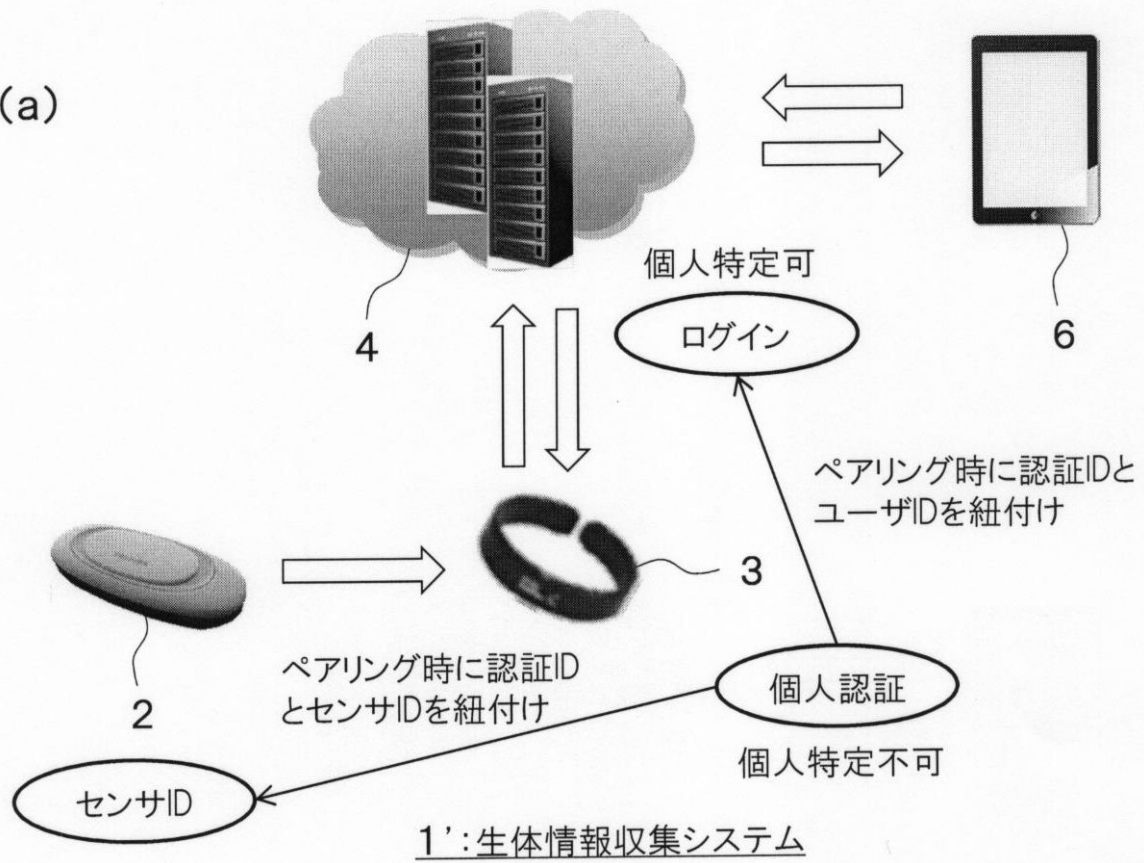 (a)
個人特定可
4
ログイン
6
ペアリング時に認証IDと
ユーザIDを紐付け
3
ペアリング時に認証ID
とセンサIDを紐付け
2
個人認証
個人特定不可
センサID
1':生体情報収集システム